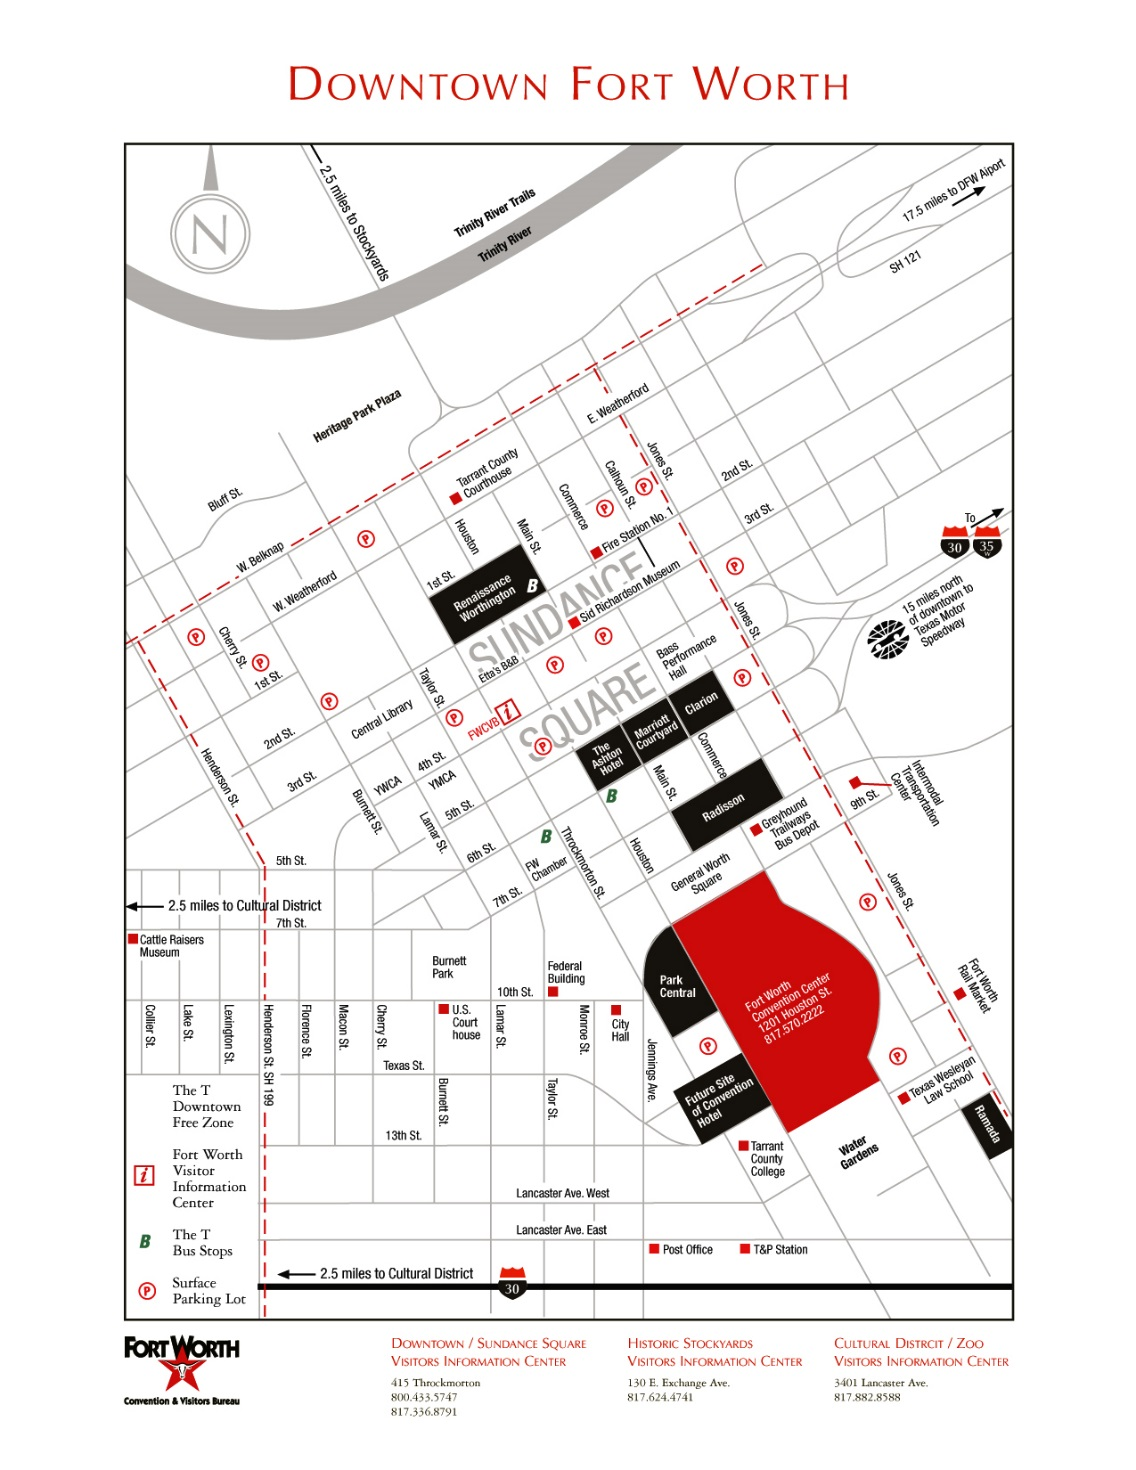 Downtown Fort Worth
N
2.5 miles to Stockyards
Trinity River Trails
Trinity River
17.5 miles to DFW Aiport
SH 121
Heritage Park Plaza
E. Weatherford
Bluff St.
Tarrant County
Courthouse
Jones St.
Calhoun St.
Commerce
2nd St.
3rd St.
P
P
P
Houston
Main St.
Fire Station No. 1
To
30
35
W
W. Belknap
W. Weatherford
1st St.
Renaissance
Worthington
B
SUNDANCE
SQUARE
Sid Richardson Museum
P
15 miles north
of downtown to
Texas Motor
Speedway
P
Cherry St.
P
1st St.
Jones St.
P
Bass
Performance
Hall
Etta's B&B
P
P
Taylor St.
P
Clarion
P
FWCVB
i
Central Library
P
Marriott
Courtyard
The
Ashton
Hotel
2nd St.
Henderson St.
3rd St.
YWCA
4th St.
YMCA
Burnett St.
5th St.
Lamar St.
B
Main St.
Commerce
Radisson
Intermodal
Transportation
Center
9th St.
Greyhound
Trailways
Bus Depot
B
6th St.
FW
Chamber
Throckmorton St.
Houston
General Worth
Square
5th St.
7th St.
2.5 miles to Cultural District
7th St.
P
Jones St.
Cattle Raisers
Museum
Burnett
Park
Federal
Building
Park
Central
Fort Worth
Convention Center
1201 Houston St.
817.570.2222
Fort Worth
Rail Market
10th St.
Collier St.
Lake St.
Lexington St.
Henderson St. SH 199
Florence St.
Macon St.
Cherry St.
U.S.
Court
house
Lamar St.
Monroe St.
City
Hall
Jennings Ave.
P
P
Texas St.
Burnett St.
Taylor St.
Future Site
of Convention
Hotel
Texas Wesleyan
Law School
Ramada
13th St.
Tarrant
County
College
Water
Gardens
The T
Downtown
Free Zone
Fort Worth
Visitor
Information
Center
i
B
The T
Bus Stops
P
Surface
Parking Lot
Lancaster Ave. West
Lancaster Ave. East
Post Office
T&P Station
2.5 miles to Cultural District
30
Fort Worth
Convention & Visitors Bureau
Downtown / Sundance Square
Visitors Information Center
415 Throckmorton
800.433.5747
817.336.8791
Historic Stockyards
Visitors Information Center
130 E. Exchange Ave.
817.624.4741
Cultural Distrcit / Zoo
Visitors Information Center
3401 Lancaster Ave.
817.882.8588